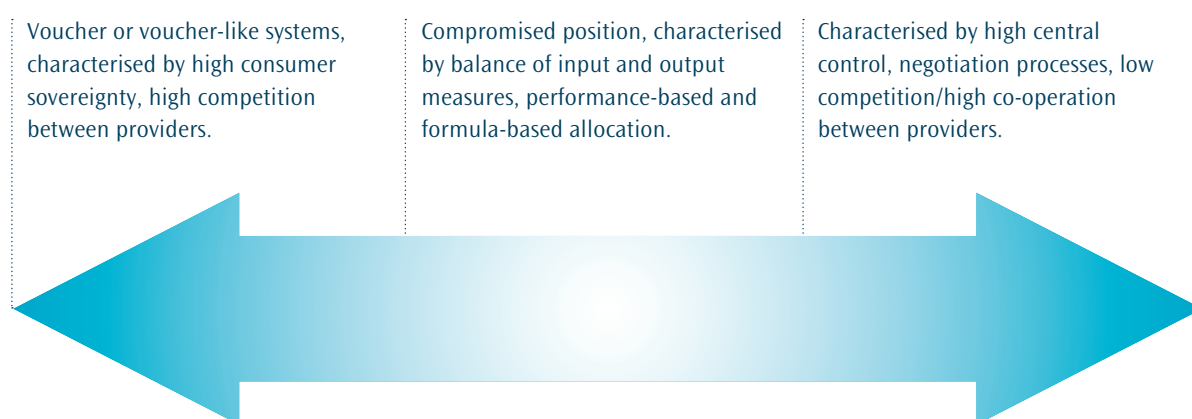 Voucher or voucher-like systems,
characterised by high consumer
sovereignty, high competition
between providers.
Compromised position, characterised
by balance of input and output
measures, performance-based and
formula-based allocation.
Characterised by high central
control, negotiation processes, low
competition/high co-operation
between providers.